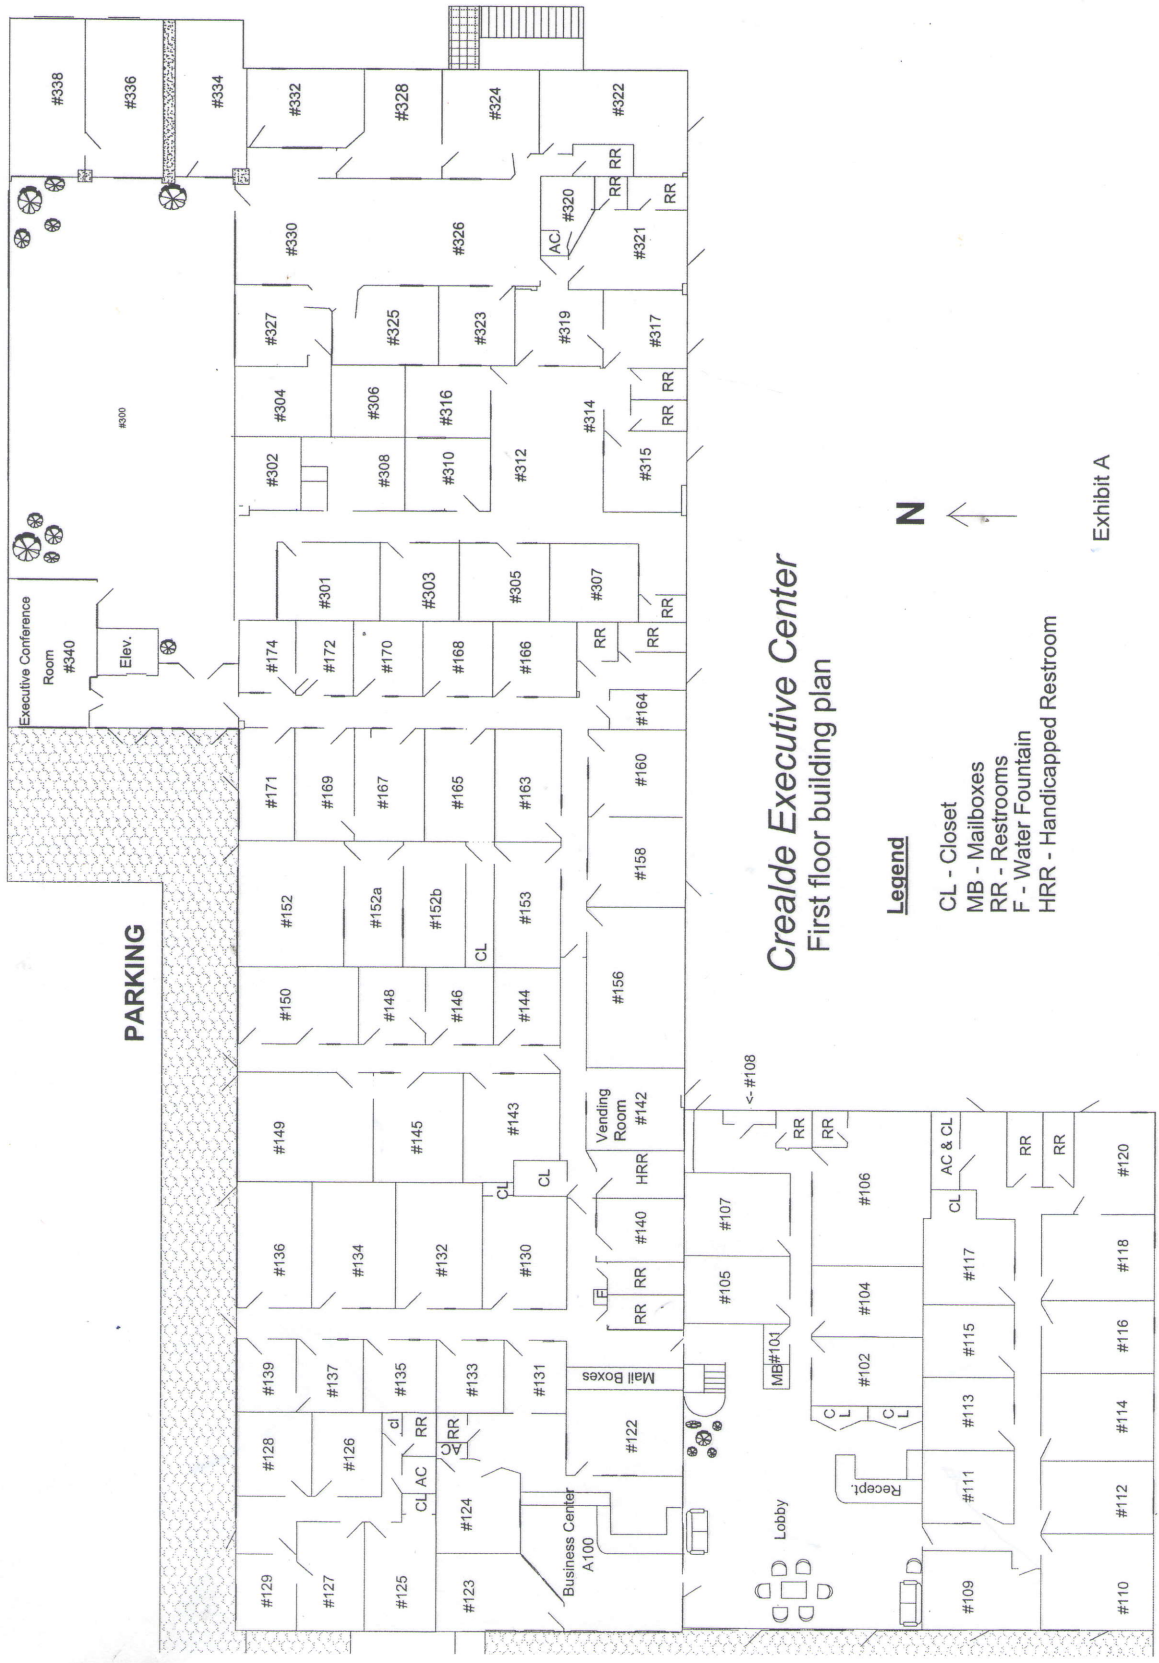 #338
#336
#334
#332
#328
#324
#322
RR
RR
RR
#320
AC
#321
#330
#326
#327
#325
#323
#319
#317
#300
#304
#306
#316
#314
RR
RR
#302
#308
#310
#312
#315
Executive Conference
Room
#340
Elev.
#301
#303
#305
#307
RR
#174
#172
#170
#168
#166
RR
RR
#164
#171
#169
#167
#165
#163
#160
PARKING
#152
#152a
#152b
CL
#153
#158
#150
#148
#146
#144
#156
#149
#145
#143
Vending
Room
#142
CL
CL
HRR
#136
#134
#132
#130
#140
F
RR
RR
#139
#137
#135
#133
#131
Mail Boxes
#128
#126
cl
RR
RR
AC
AC
CL
#122
#124
#129
#127
#125
#123
Business Center
A100
<- #108
RR
RR
#107
#106
AC & CL
CL
RR
RR
#120
#105
#104
#117
#118
MB
#101
#102
#115
#116
CL
CL
#113
#114
Recept.
#111
#112
Lobby
#109
#110
Crealde Executive Center
First floor building plan
N
Legend
CL - Closet
MB - Mailboxes
RR - Restrooms
F - Water Fountain
HRR - Handicapped Restroom
Exhibit A